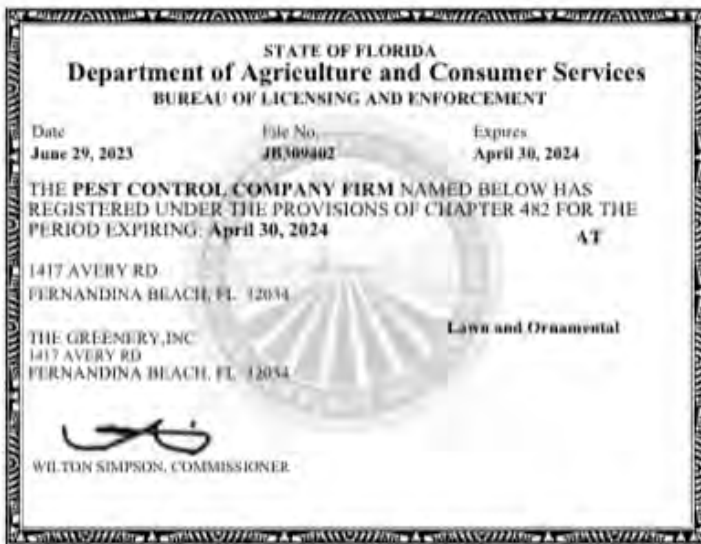 STATE OF FLORIDA
Department of Agriculture and Consumer Services
BUREAU OF LICENSING AND ENFORCEMENT
Date File No. Expires
June 29, 2023 JB309402 April 30, 2024
THE PEST CONTROL COMPANY FIRM NAMED BELOW HAS
REGISTERED UNDER THE PROVISIONS OF CHAPTER 482 FOR THE
PERIOD EXPIRING: April 30, 2024
AT
1417 AVERY RD
FERNANDINA BEACH, FL 32034
Lawn and Ornamental
THE GREENERY,INC
1417 AVERY RD
FERNANDINA BEACH, FL 32034
WILTON SIMPSON, COMMISSIONER